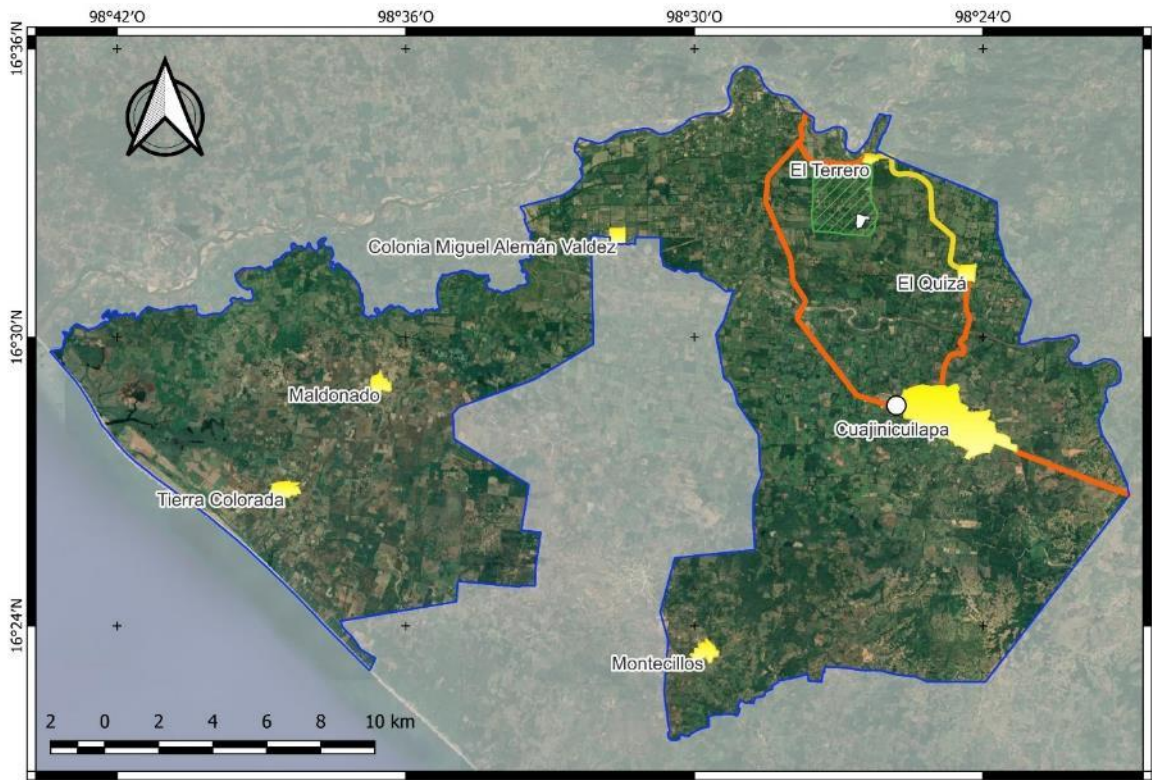 98°42′O
98°36′O
98°30′O
98°24′O
16°36′N
El Terrero
Colonia Miguel Alemán Valdez
El Quizá
16°30′N
Maldonado
Cuajinicuilapa
Tierra Colorada
16°24′N
Montecillos
2 0 2 4 6 8 10 km